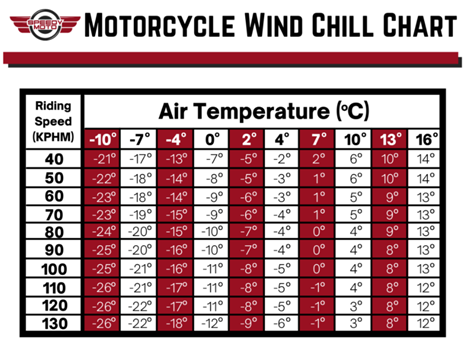 SPEEDY MOTO
MOTORCYCLE WIND CHILL CHART
Riding Speed (KPHM) Air Temperature (°C)
-10° -7° -4° 0° 2° 4° 7° 10° 13° 16°
40 -21° -17° -13° -7° -5° -2° 2° 6° 10° 14°
50 -22° -18° -14° -8° -5° -3° 1° 6° 10° 14°
60 -23° -18° -14° -9° -6° -3° 1° 5° 9° 13°
70 -23° -19° -15° -9° -6° -4° 1° 5° 9° 13°
80 -24° -20° -15° -10° -7° -4° 0° 4° 9° 13°
90 -25° -20° -16° -10° -7° -4° 0° 4° 8° 13°
100 -25° -21° -16° -11° -8° -5° 0° 4° 8° 13°
110 -26° -21° -17° -11° -8° -5° -1° 4° 8° 12°
120 -26° -22° -17° -11° -8° -5° -1° 3° 8° 12°
130 -26° -22° -18° -12° -9° -6° -1° 3° 8° 12°